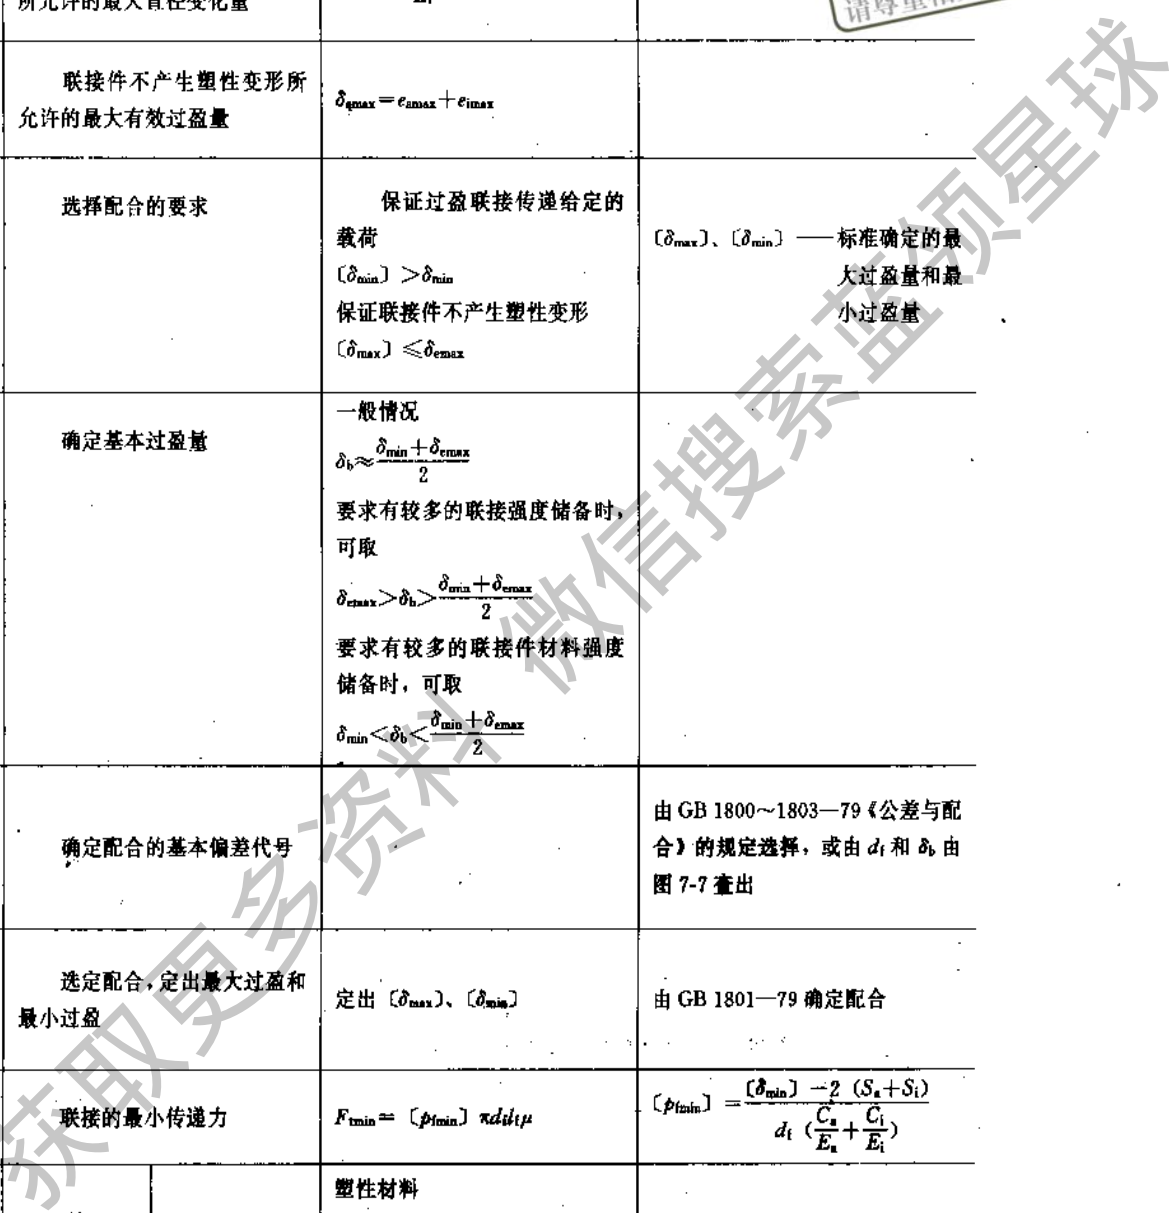 所允许的最大直径变化量
联接件不产生塑性变形所
允许的最大有效过盈量
δemax＝eamax＋eimax
选择配合的要求
保证过盈联接传递给定的
载荷
〔δmin〕＞δmin
保证联接件不产生塑性变形
〔δmax〕≤δemax
〔δmax〕、〔δmin〕——标准确定的最
大过盈量和最
小过盈量
确定基本过盈量
一般情况
δb≈(δmin＋δemax)/2
要求有较多的联接强度储备时，
可取
δemax＞δb＞(δmin＋δemax)/2
要求有较多的联接件材料强度
储备时，可取
δmin＜δb＜(δmin＋δemax)/2
确定配合的基本偏差代号
由 GB 1800～1803—79《公差与配
合》的规定选择，或由 df 和 δb 由
图 7-7 查出
选定配合，定出最大过盈和
最小过盈
定出〔δmax〕、〔δmin〕
由 GB 1801—79 确定配合
联接的最小传递力
Ftmin＝〔pfmin〕πdflfμ
〔pfmin〕＝(〔δmin〕－2（Sa＋Si）)/(df（Ca/Ea＋Ci/Ei）)
塑性材料
获取更多资料 微信搜索蓝领星球
请尊重